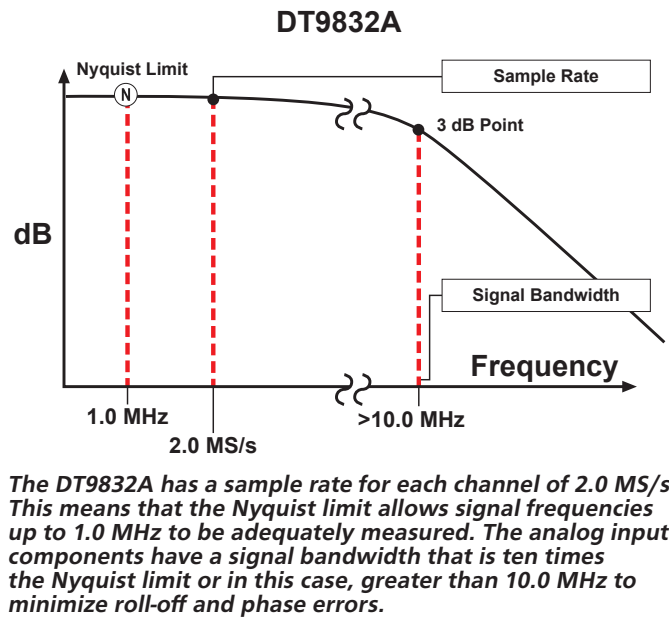 DT9832A
Nyquist Limit
N
Sample Rate
3 dB Point
dB
Signal Bandwidth
Frequency
1.0 MHz
2.0 MS/s
>10.0 MHz
The DT9832A has a sample rate for each channel of 2.0 MS/s
This means that the Nyquist limit allows signal frequencies
up to 1.0 MHz to be adequately measured. The analog input
components have a signal bandwidth that is ten times
the Nyquist limit or in this case, greater than 10.0 MHz to
minimize roll-off and phase errors.